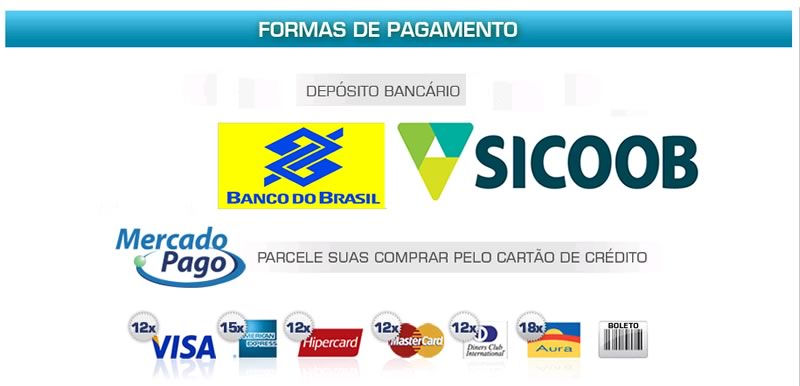 FORMAS DE PAGAMENTO
DEPÓSITO BANCÁRIO
BANCO DO BRASIL
SICOOB
Mercado
Pago
PARCELE SUAS COMPRAR PELO CARTÃO DE CRÉDITO
12x VISA
15x AMERICAN EXPRESS
12x Hipercard
12x MasterCard
12x Diners Club International
18x Aura
BOLETO